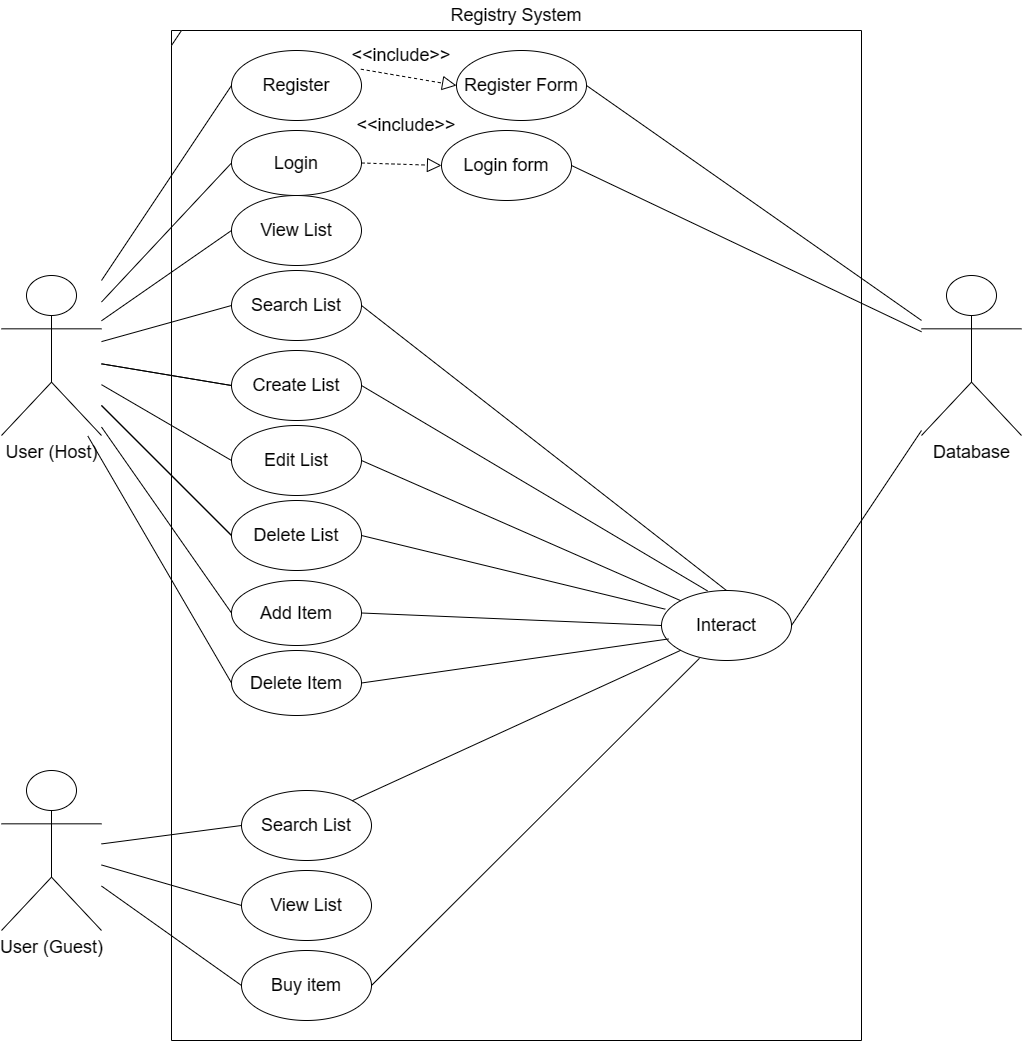 Registry System
<<include>>
Register
Register Form
<<include>>
Login
Login form
View List
Search List
Create List
User (Host)
Database
Edit List
Delete List
Add Item
Interact
Delete Item
Search List
View List
User (Guest)
Buy item